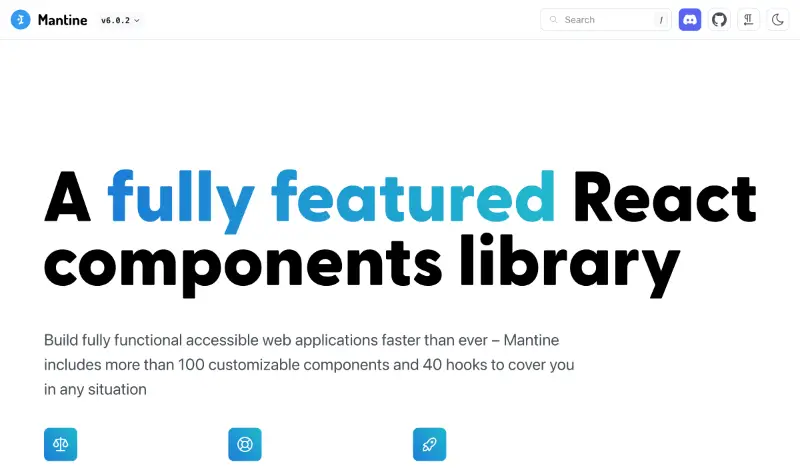 Mantine v6.0.2 Search /
A fully featured React
components library
Build fully functional accessible web applications faster than ever – Mantine
includes more than 100 customizable components and 40 hooks to cover you
in any situation